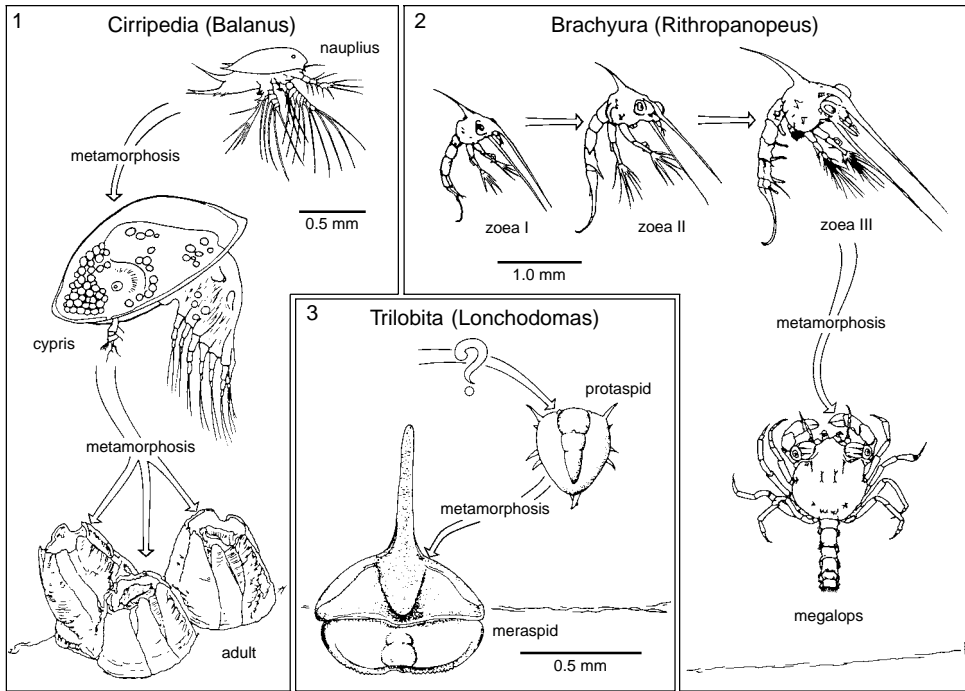 1
Cirripedia (Balanus)
nauplius
metamorphosis
0.5 mm
cypris
metamorphosis
adult
2
Brachyura (Rithropanopeus)
zoea I
zoea II
zoea III
1.0 mm
metamorphosis
megalops
3
Trilobita (Lonchodomas)
?
protaspid
metamorphosis
meraspid
0.5 mm